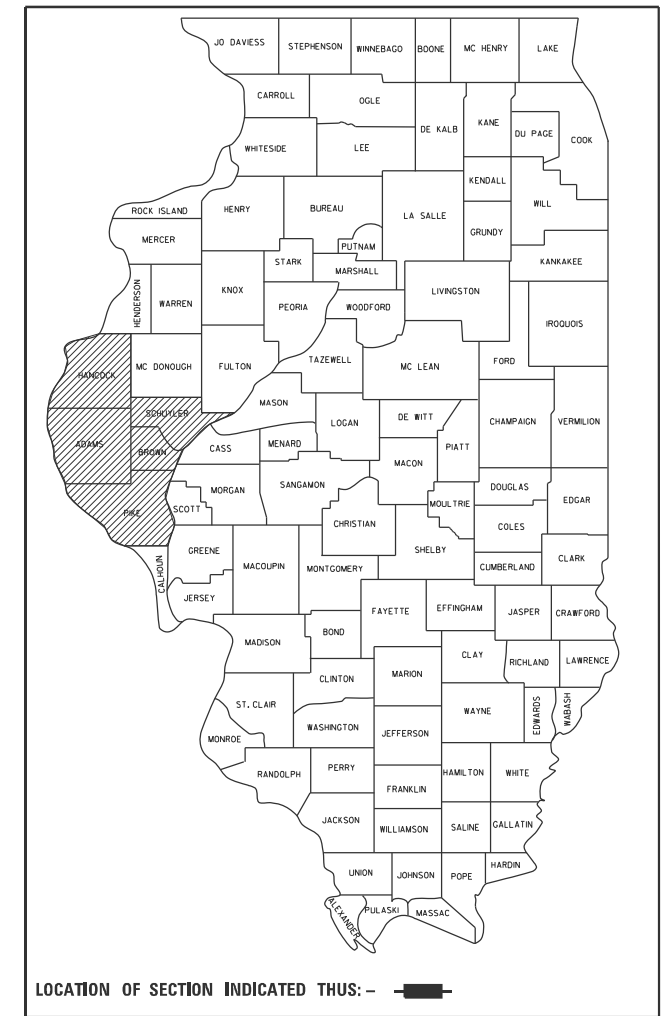 JO DAVIESS
STEPHENSON
WINNEBAGO
BOONE
MC HENRY
LAKE
CARROLL
OGLE
DE KALB
KANE
DU PAGE
COOK
WHITESIDE
LEE
KENDALL
ROCK ISLAND
HENRY
BUREAU
LA SALLE
WILL
MERCER
PUTNAM
GRUNDY
STARK
MARSHALL
KANKAKEE
HENDERSON
WARREN
KNOX
PEORIA
WOODFORD
LIVINGSTON
IROQUOIS
HANCOCK
MC DONOUGH
FULTON
TAZEWELL
MC LEAN
FORD
MASON
SCHUYLER
LOGAN
DE WITT
CHAMPAIGN
VERMILION
ADAMS
BROWN
CASS
MENARD
PIATT
MACON
MORGAN
SANGAMON
DOUGLAS
EDGAR
PIKE
SCOTT
CHRISTIAN
MOULTRIE
COLES
GREENE
MACOUPIN
MONTGOMERY
SHELBY
CUMBERLAND
CLARK
CALHOUN
JERSEY
FAYETTE
EFFINGHAM
JASPER
CRAWFORD
MADISON
BOND
CLAY
RICHLAND
LAWRENCE
CLINTON
MARION
ST. CLAIR
WAYNE
EDWARDS
WABASH
MONROE
WASHINGTON
JEFFERSON
RANDOLPH
PERRY
HAMILTON
WHITE
FRANKLIN
JACKSON
WILLIAMSON
SALINE
GALLATIN
UNION
JOHNSON
POPE
HARDIN
ALEXANDER
PULASKI
MASSAC
LOCATION OF SECTION INDICATED THUS: –